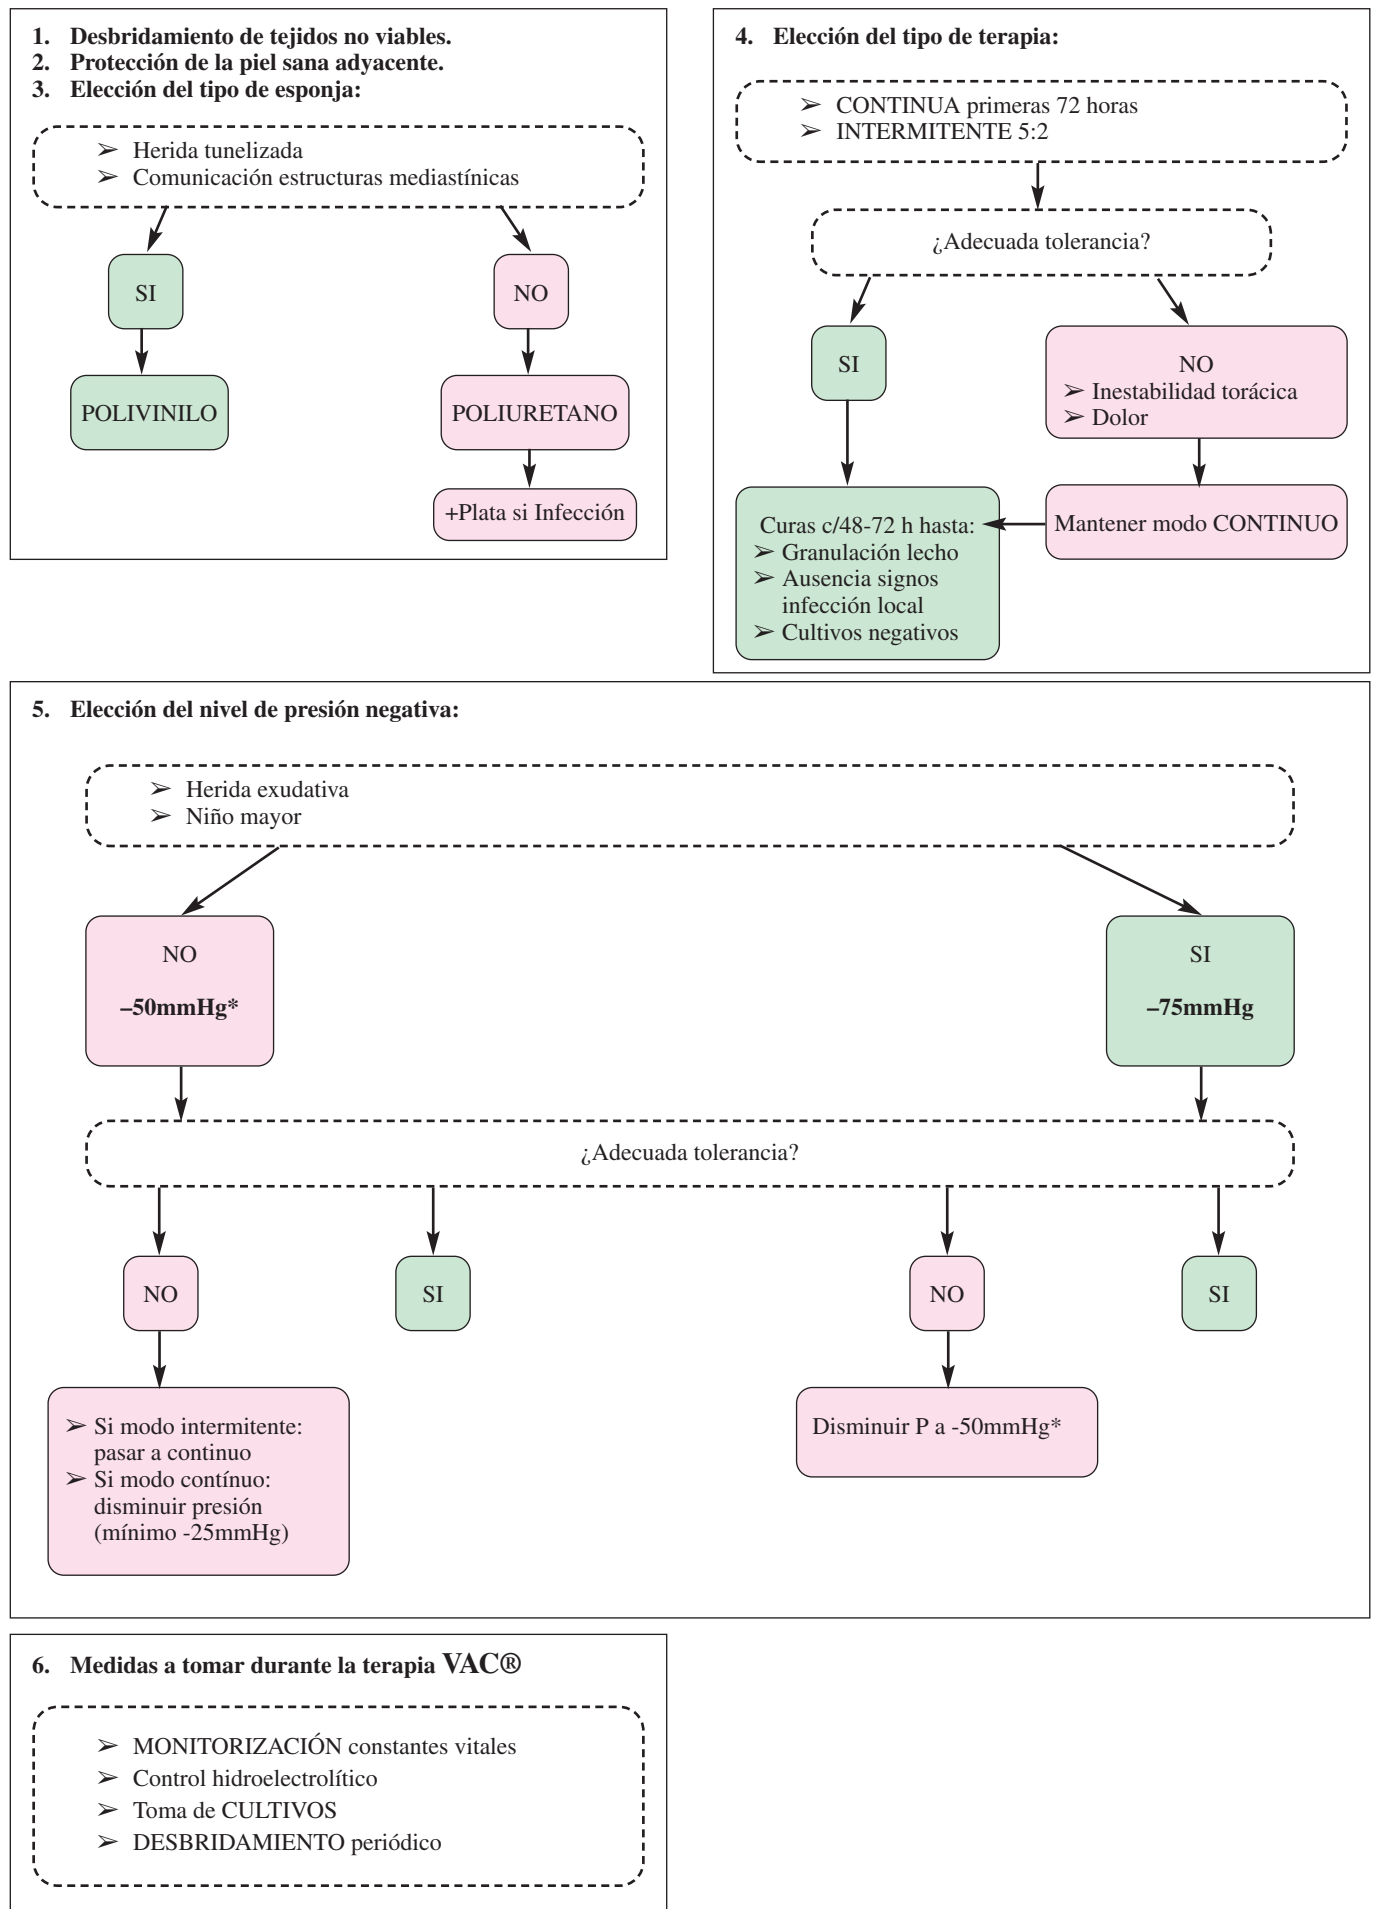 1. Desbridamiento de tejidos no viables.
2. Protección de la piel sana adyacente.
3. Elección del tipo de esponja:
➢ Herida tunelizada
➢ Comunicación estructuras mediastínicas
SI
NO
POLIVINILO
POLIURETANO
+Plata si Infección
4. Elección del tipo de terapia:
➢ CONTINUA primeras 72 horas
➢ INTERMITENTE 5:2
¿Adecuada tolerancia?
SI
NO
➢ Inestabilidad torácica
➢ Dolor
Curas c/48-72 h hasta:
➢ Granulación lecho
➢ Ausencia signos
infección local
➢ Cultivos negativos
Mantener modo CONTINUO
5. Elección del nivel de presión negativa:
➢ Herida exudativa
➢ Niño mayor
NO
–50mmHg*
SI
–75mmHg
¿Adecuada tolerancia?
NO
SI
NO
SI
➢ Si modo intermitente:
pasar a continuo
➢ Si modo contínuo:
disminuir presión
(mínimo -25mmHg)
Disminuir P a -50mmHg*
6. Medidas a tomar durante la terapia VAC®
➢ MONITORIZACIÓN constantes vitales
➢ Control hidroelectrolítico
➢ Toma de CULTIVOS
➢ DESBRIDAMIENTO periódico